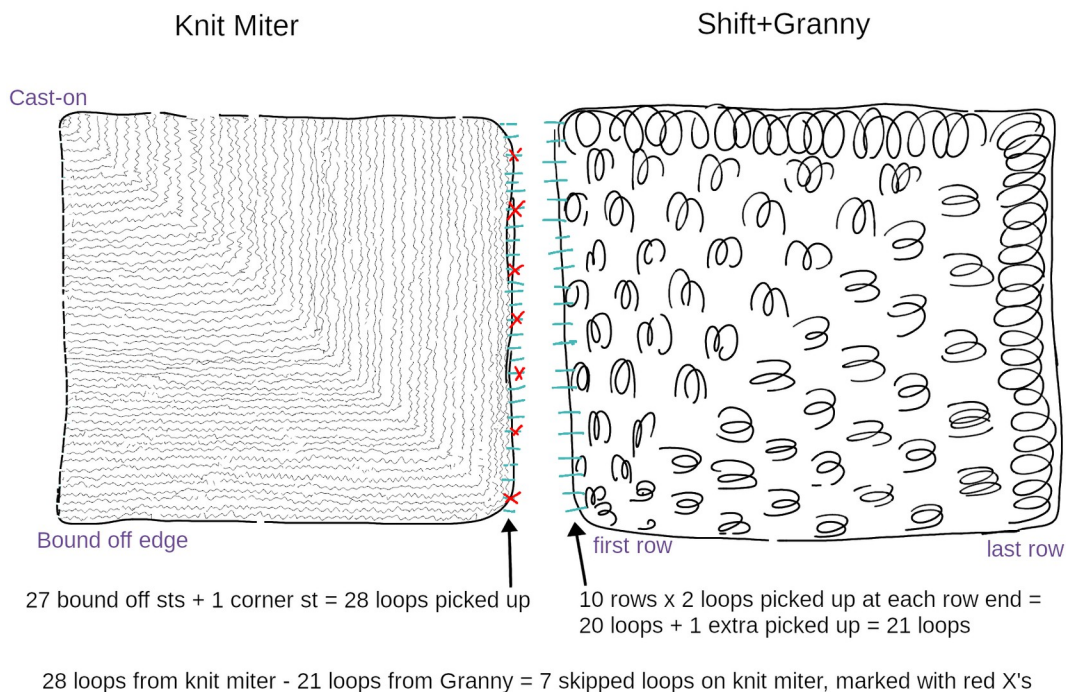 Knit Miter
Shift+Granny
Cast-on
Bound off edge
first row
last row
27 bound off sts + 1 corner st = 28 loops picked up
10 rows x 2 loops picked up at each row end =
20 loops + 1 extra picked up = 21 loops
28 loops from knit miter - 21 loops from Granny = 7 skipped loops on knit miter, marked with red X's